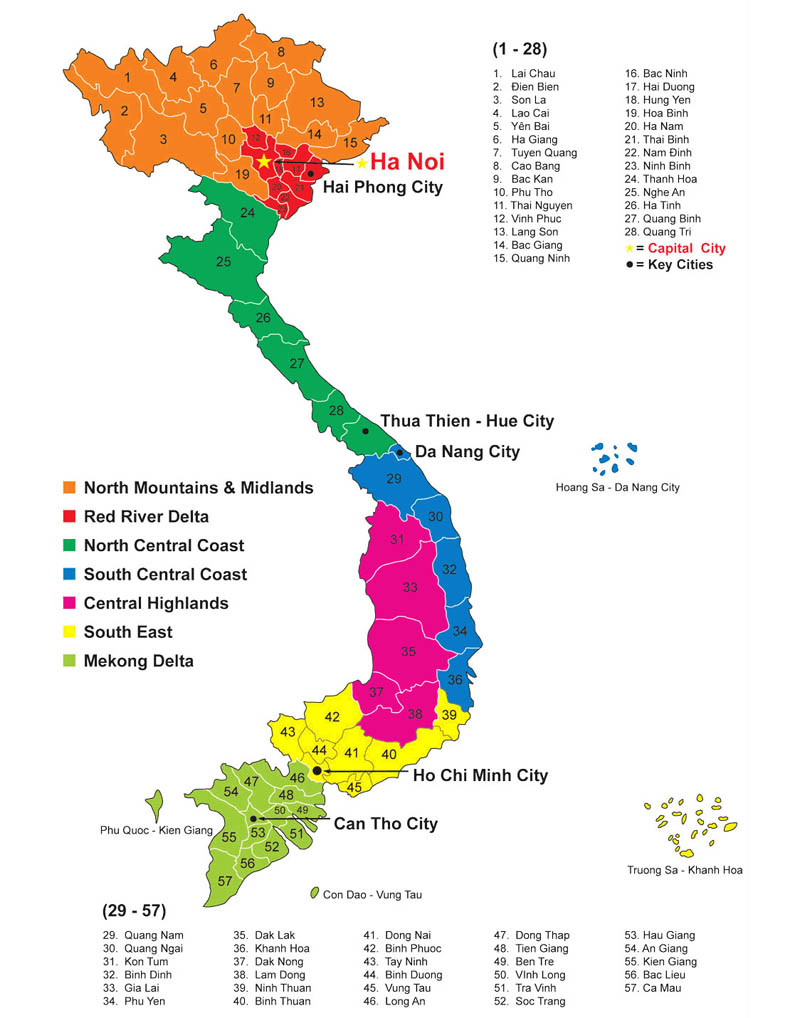 (1 - 28)
1. Lai Chau
2. Đien Bien
3. Son La
4. Lao Cai
5. Yên Bai
6. Ha Giang
7. Tuyen Quang
8. Cao Bang
9. Bac Kan
10. Phu Tho
11. Thai Nguyen
12. Vinh Phuc
13. Lang Son
14. Bac Giang
15. Quang Ninh
16. Bac Ninh
17. Hai Duong
18. Hung Yen
19. Hoa Binh
20. Ha Nam
21. Thai Binh
22. Nam Đinh
23. Ninh Binh
24. Thanh Hoa
25. Nghe An
26. Ha Tinh
27. Quang Binh
28. Quang Tri
= Capital City
= Key Cities
8
6
4
1
7
9
2
5
13
11
3
10
12
14
15
16
17
Ha Noi
19
Hai Phong City
20
21
22
24
25
26
27
28
Thua Thien - Hue City
Da Nang City
29
Hoang Sa - Da Nang City
North Mountains & Midlands
Red River Delta
North Central Coast
South Central Coast
Central Highlands
South East
Mekong Delta
30
31
32
33
34
35
36
37
38
39
42
43
44
41
40
45
Ho Chi Minh City
46
47
54
48
50
49
Can Tho City
Phu Quoc - Kien Giang
55
53
51
52
56
57
Truong Sa - Khanh Hoa
Con Dao - Vung Tau
(29 - 57)
29. Quang Nam
30. Quang Ngai
31. Kon Tum
32. Binh Dinh
33. Gia Lai
34. Phu Yen
35. Dak Lak
36. Khanh Hoa
37. Dak Nong
38. Lam Dong
39. Ninh Thuan
40. Binh Thuan
41. Dong Nai
42. Binh Phuoc
43. Tay Ninh
44. Binh Duong
45. Vung Tau
46. Long An
47. Dong Thap
48. Tien Giang
49. Ben Tre
50. VInh Long
51. Tra Vinh
52. Soc Trang
53. Hau Giang
54. An Giang
55. Kien Giang
56. Bac Lieu
57. Ca Mau